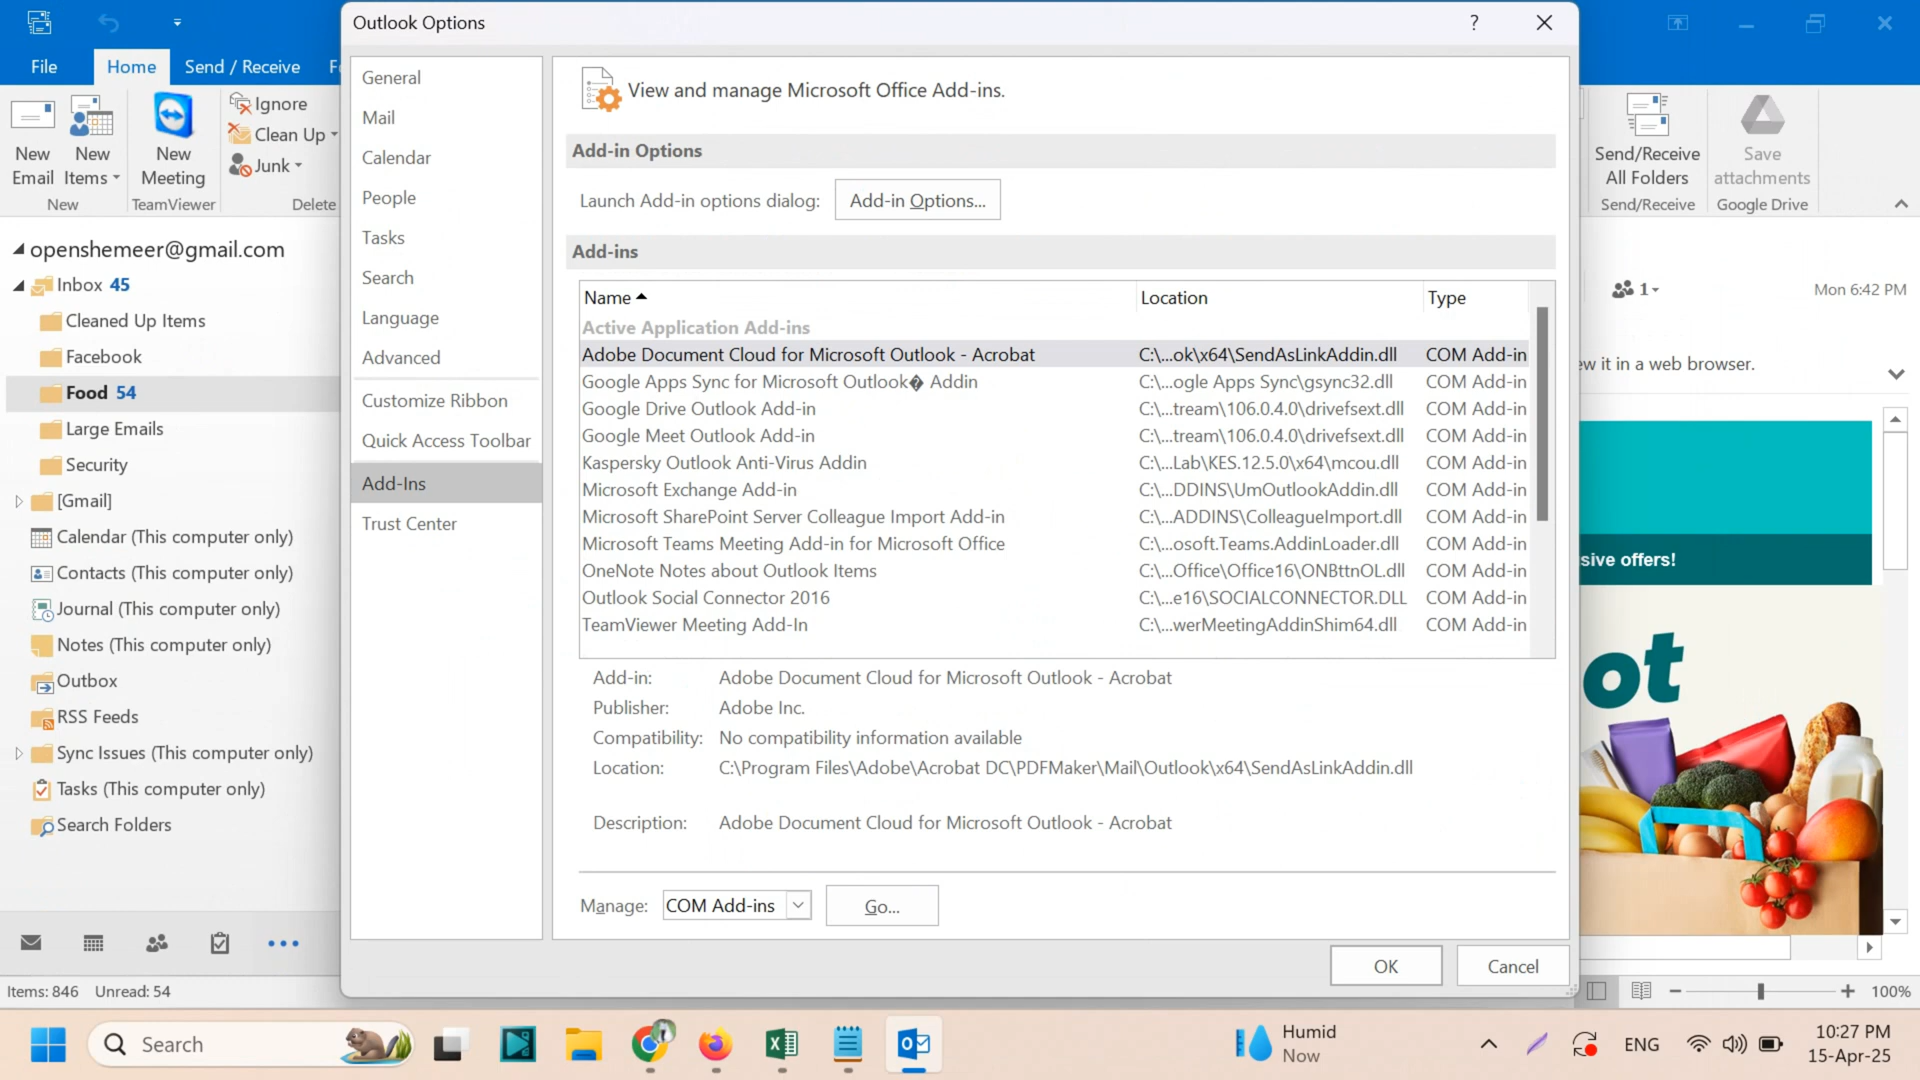 Outlook Options
?
File
Home
Send / Receive
New
Email
New
Items
New
Meeting
Ignore
Clean Up
Junk
New
TeamViewer
Delete
Send/Receive
All Folders
Save
attachments
Send/Receive
Google Drive
openshemeer@gmail.com
Inbox 45
Cleaned Up Items
Facebook
Food 54
Large Emails
Security
[Gmail]
Calendar (This computer only)
Contacts (This computer only)
Journal (This computer only)
Notes (This computer only)
Outbox
RSS Feeds
Sync Issues (This computer only)
Tasks (This computer only)
Search Folders
Items: 846 Unread: 54
General
Mail
Calendar
People
Tasks
Search
Language
Advanced
Customize Ribbon
Quick Access Toolbar
Add-Ins
Trust Center
View and manage Microsoft Office Add-ins.
Add-in Options
Launch Add-in options dialog: Add-in Options...
Add-ins
Name Location Type
Active Application Add-ins
Adobe Document Cloud for Microsoft Outlook - Acrobat C:\...ok\x64\SendAsLinkAddin.dll COM Add-in
Google Apps Sync for Microsoft Outlook� Addin C:\...ogle Apps Sync\gsync32.dll COM Add-in
Google Drive Outlook Add-in C:\...tream\106.0.4.0\drivefsext.dll COM Add-in
Google Meet Outlook Add-in C:\...tream\106.0.4.0\drivefsext.dll COM Add-in
Kaspersky Outlook Anti-Virus Addin C:\...Lab\KES.12.5.0\x64\mcou.dll COM Add-in
Microsoft Exchange Add-in C:\...DDINS\UmOutlookAddin.dll COM Add-in
Microsoft SharePoint Server Colleague Import Add-in C:\...ADDINS\ColleagueImport.dll COM Add-in
Microsoft Teams Meeting Add-in for Microsoft Office C:\...osoft.Teams.AddinLoader.dll COM Add-in
OneNote Notes about Outlook Items C:\...Office\Office16\ONBttnOL.dll COM Add-in
Outlook Social Connector 2016 C:\...e16\SOCIALCONNECTOR.DLL COM Add-in
TeamViewer Meeting Add-In C:\...werMeetingAddinShim64.dll COM Add-in
Add-in: Adobe Document Cloud for Microsoft Outlook - Acrobat
Publisher: Adobe Inc.
Compatibility: No compatibility information available
Location: C:\Program Files\Adobe\Acrobat DC\PDFMaker\Mail\Outlook\x64\SendAsLinkAddin.dll
Description: Adobe Document Cloud for Microsoft Outlook - Acrobat
Manage: COM Add-ins Go...
OK Cancel
1
Mon 6:42 PM
ew it in a web browser.
sive offers!
ot
100%
Search
Humid
Now
ENG
10:27 PM
15-Apr-25